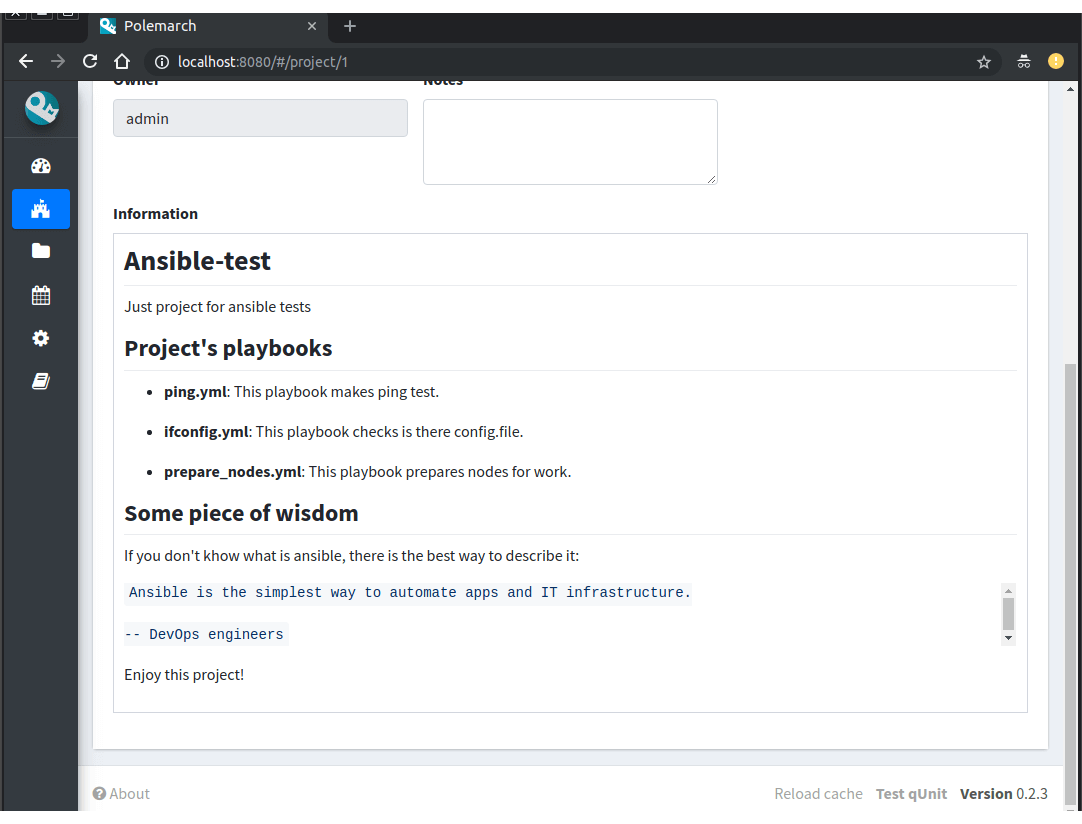 Polemarch
localhost:8080/#/project/1
Owner Notes
admin
Information
Ansible-test
Just project for ansible tests
Project's playbooks
• ping.yml: This playbook makes ping test.
• ifconfig.yml: This playbook checks is there config.file.
• prepare_nodes.yml: This playbook prepares nodes for work.
Some piece of wisdom
If you don't khow what is ansible, there is the best way to describe it:
Ansible is the simplest way to automate apps and IT infrastructure.
-- DevOps engineers
Enjoy this project!
About Reload cache Test qUnit Version 0.2.3